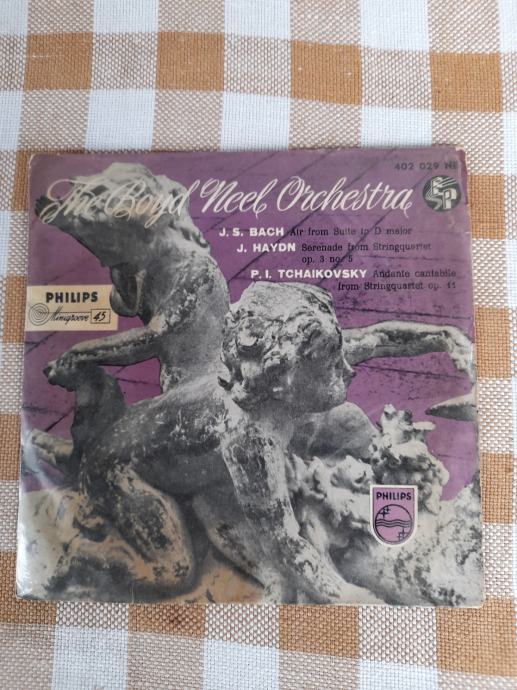 402 029 NE
The Boyd Neel Orchestra
J. S. BACH Air from Suite in D major
J. HAYDN Serenade from Stringquartet
op. 3 no. 5
P. I. TCHAIKOVSKY Andante cantabile
from Stringquartet op. 11
PHILIPS
Minigroove 45
PHILIPS